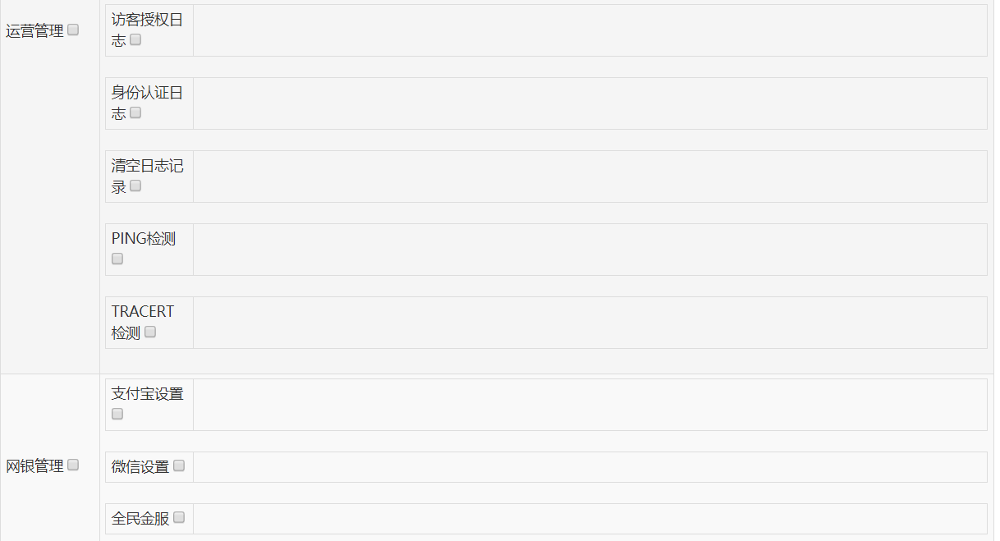 运营管理
访客授权日
志
身份认证日
志
清空日志记
录
PING检测
TRACERT
检测
网银管理
支付宝设置
微信设置
全民金服